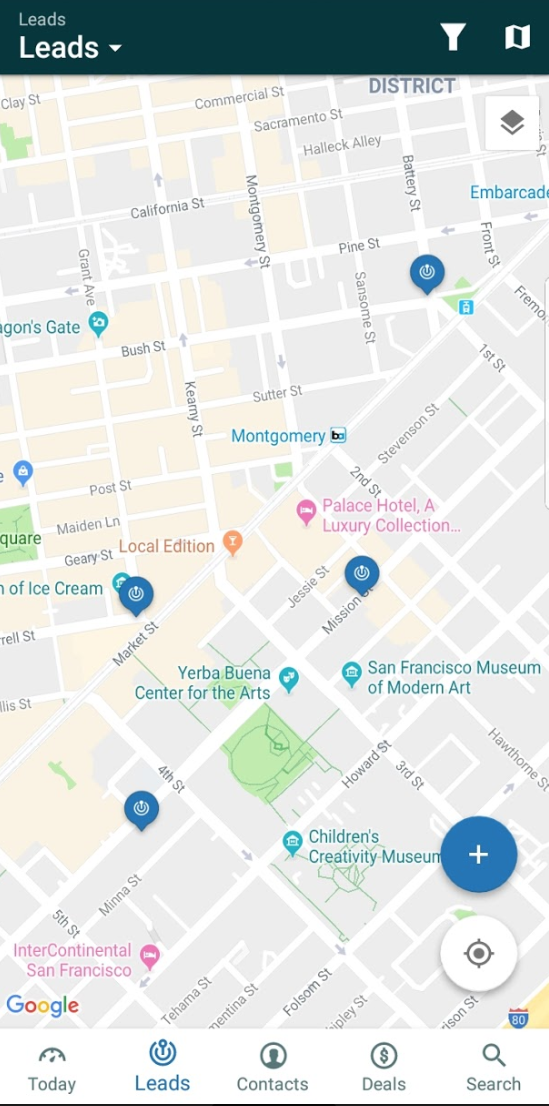 Leads
Leads
DISTRICT
Clay St
Commercial St
Sacramento St
Halleck Alley
Battery St
Embarcade
California St
Montgomery St
Front St
Pine St
Grant Ave
Sansome St
Fremo
agon's Gate
Bush St
1st St
Kearny St
Sutter St
Stevenson St
Montgomery ba
2nd St
Post St
Palace Hotel, A
Luxury Collection...
Maiden Ln
quare
Local Edition
Geary St
n of Ice Cream
Jessie St
Mission St
rrell St
Market St
Yerba Buena
Center for the Arts
San Francisco Museum
of Modern Art
llis St
Hawthorne St
Howard St
3rd St
4th St
Children's
Creativity Museum
Minna St
5th St
InterContinental
San Francisco
Tehama St
mentina St
Folsom St
hipley St
rison St
Google
80
Today
Leads
Contacts
Deals
Search